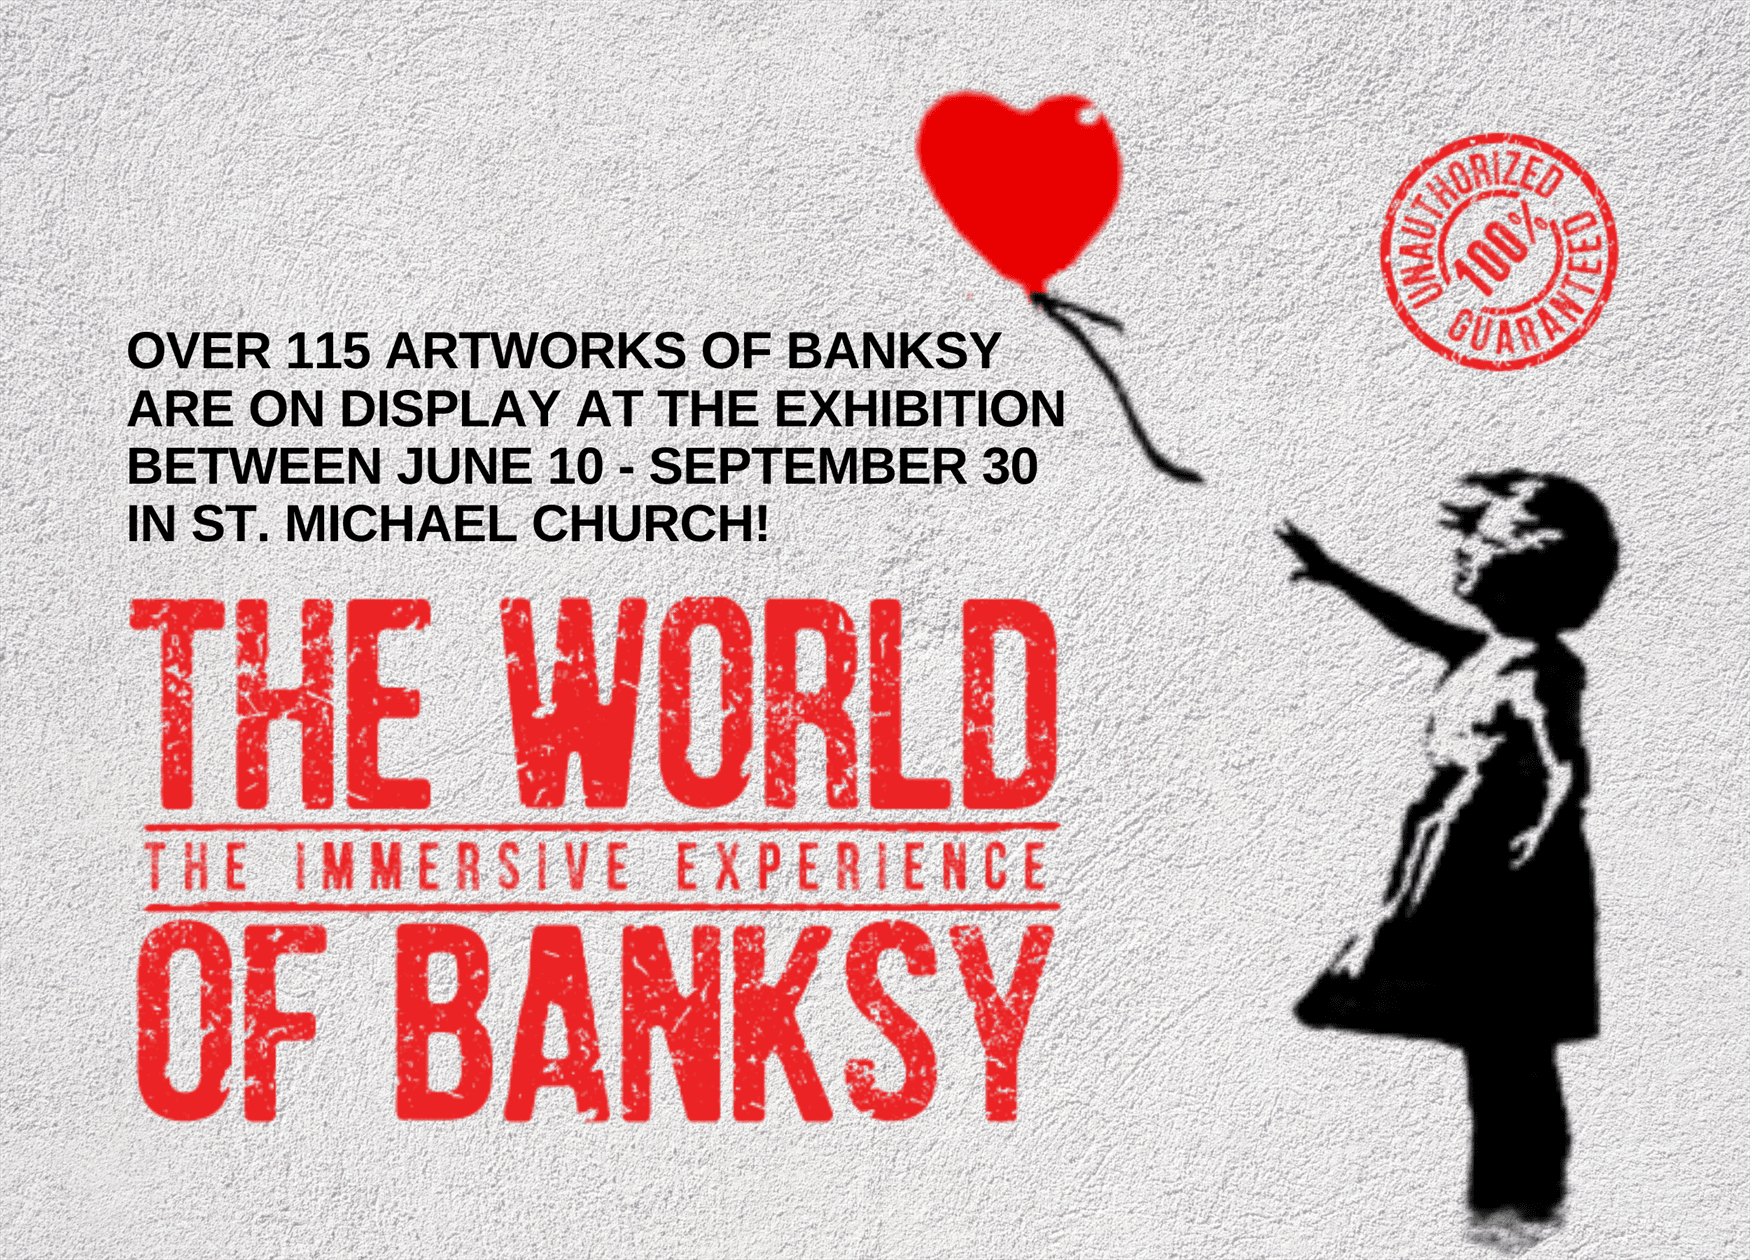 UNAUTHORIZED
100%
GUARANTEED
OVER 115 ARTWORKS OF BANKSY
ARE ON DISPLAY AT THE EXHIBITION
BETWEEN JUNE 10 - SEPTEMBER 30
IN ST. MICHAEL CHURCH!
THE WORLD
THE IMMERSIVE EXPERIENCE
OF BANKSY